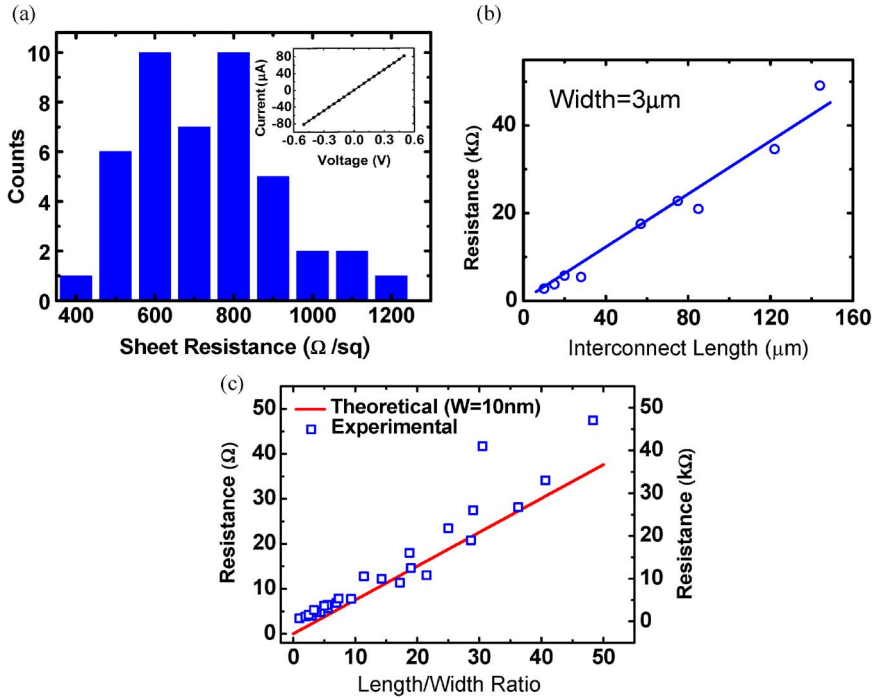 (a)
10
8
6
4
2
0
Counts
400 600 800 1000 1200
Sheet Resistance (Ω /sq)
80
40
0
-40
-80
Current (μA)
-0.6 -0.3 0.0 0.3 0.6
Voltage (V)
(b)
Width=3μm
60
40
20
0
Resistance (kΩ)
0 40 80 120 160
Interconnect Length (μm)
(c)
Theoretical (W=10nm)
Experimental
50
40
30
20
10
0
Resistance (Ω)
50
40
30
20
10
0
Resistance (kΩ)
0 10 20 30 40 50
Length/Width Ratio